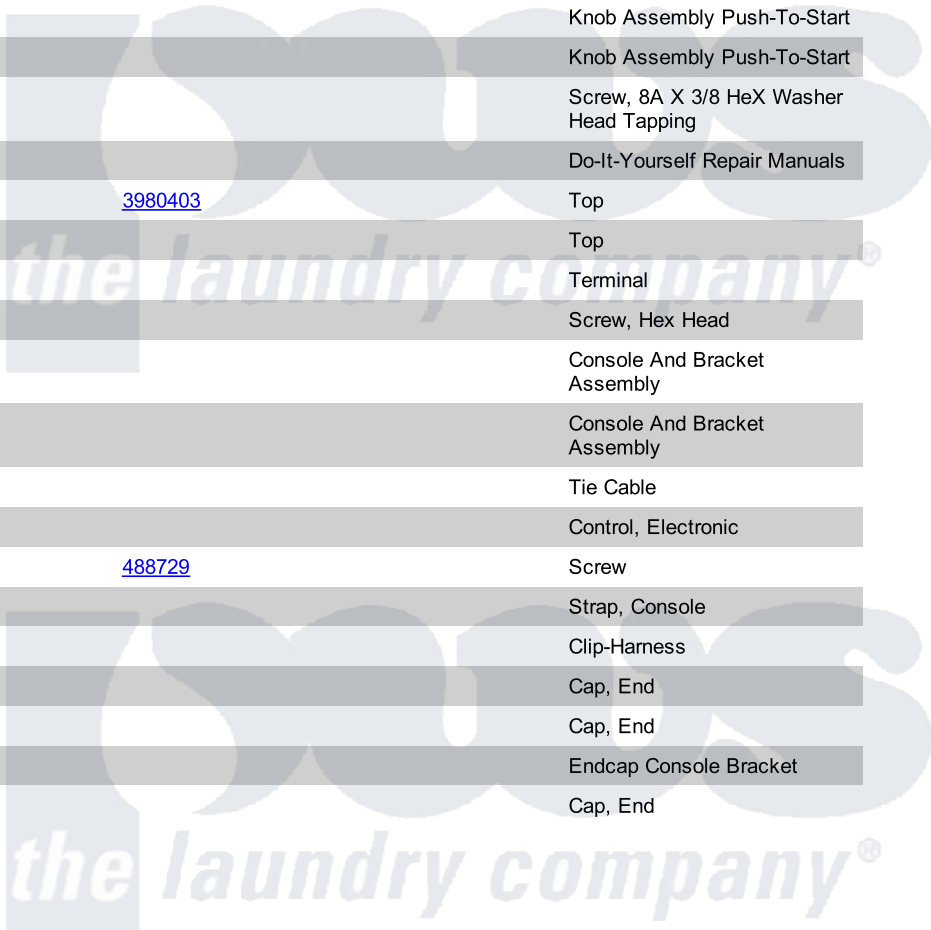 Knob Assembly Push-To-Start
Knob Assembly Push-To-Start
Screw, 8A X 3/8 HeX Washer
Head Tapping
Do-It-Yourself Repair Manuals
3980403 Top
Top
the laundry company®
Terminal
Screw, Hex Head
Console And Bracket
Assembly
Console And Bracket
Assembly
Tie Cable
Control, Electronic
488729 Screw
Strap, Console
Clip-Harness
Cap, End
Cap, End
Endcap Console Bracket
Cap, End
the laundry company®